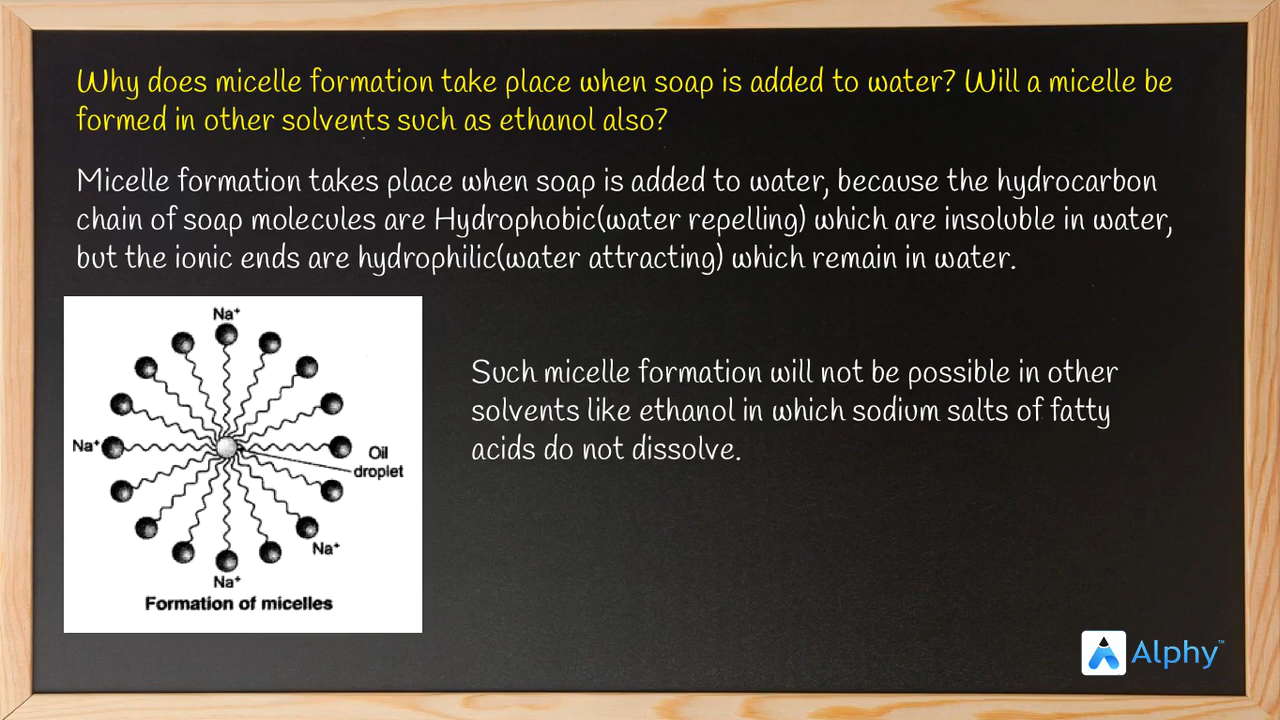 Why does micelle formation take place when soap is added to water? Will a micelle be
formed in other solvents such as ethanol also?
Micelle formation takes place when soap is added to water, because the hydrocarbon
chain of soap molecules are Hydrophobic(water repelling) which are insoluble in water,
but the ionic ends are hydrophilic(water attracting) which remain in water.
Na⁺
Na⁺
Oil
droplet
Na⁺
Na⁺
Formation of micelles
Such micelle formation will not be possible in other
solvents like ethanol in which sodium salts of fatty
acids do not dissolve.
Alphy™